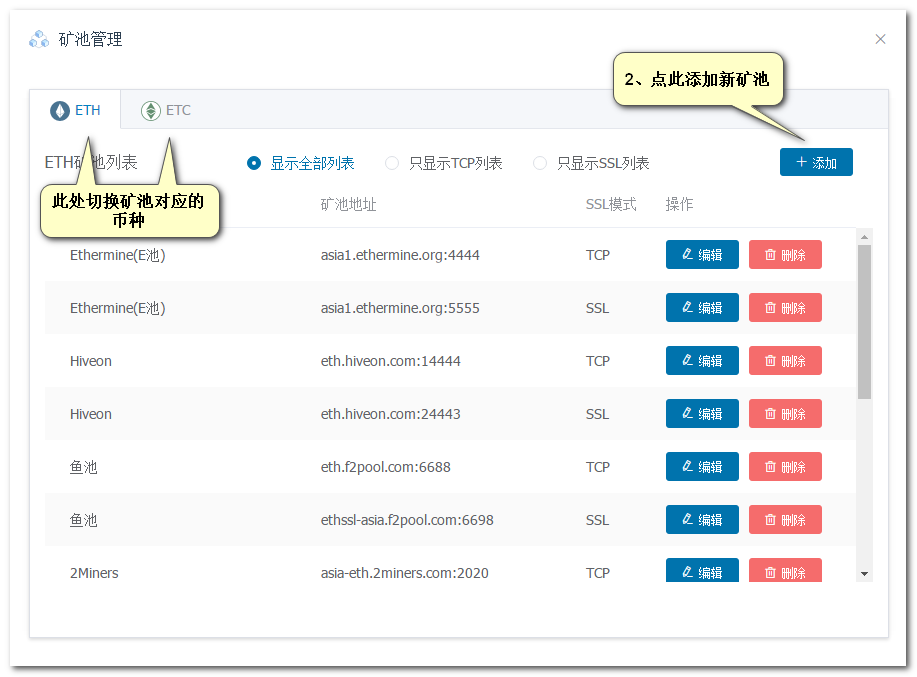 矿池管理
2、点此添加新矿池
ETH
ETC
ETH矿池列表
显示全部列表
只显示TCP列表
只显示SSL列表
添加
此处切换矿池对应的
币种
矿池地址
SSL模式
操作
Ethermine(E池)
asia1.ethermine.org:4444
TCP
编辑
删除
Ethermine(E池)
asia1.ethermine.org:5555
SSL
编辑
删除
Hiveon
eth.hiveon.com:14444
TCP
编辑
删除
Hiveon
eth.hiveon.com:24443
SSL
编辑
删除
鱼池
eth.f2pool.com:6688
TCP
编辑
删除
鱼池
ethssl-asia.f2pool.com:6698
SSL
编辑
删除
2Miners
asia-eth.2miners.com:2020
TCP
编辑
删除